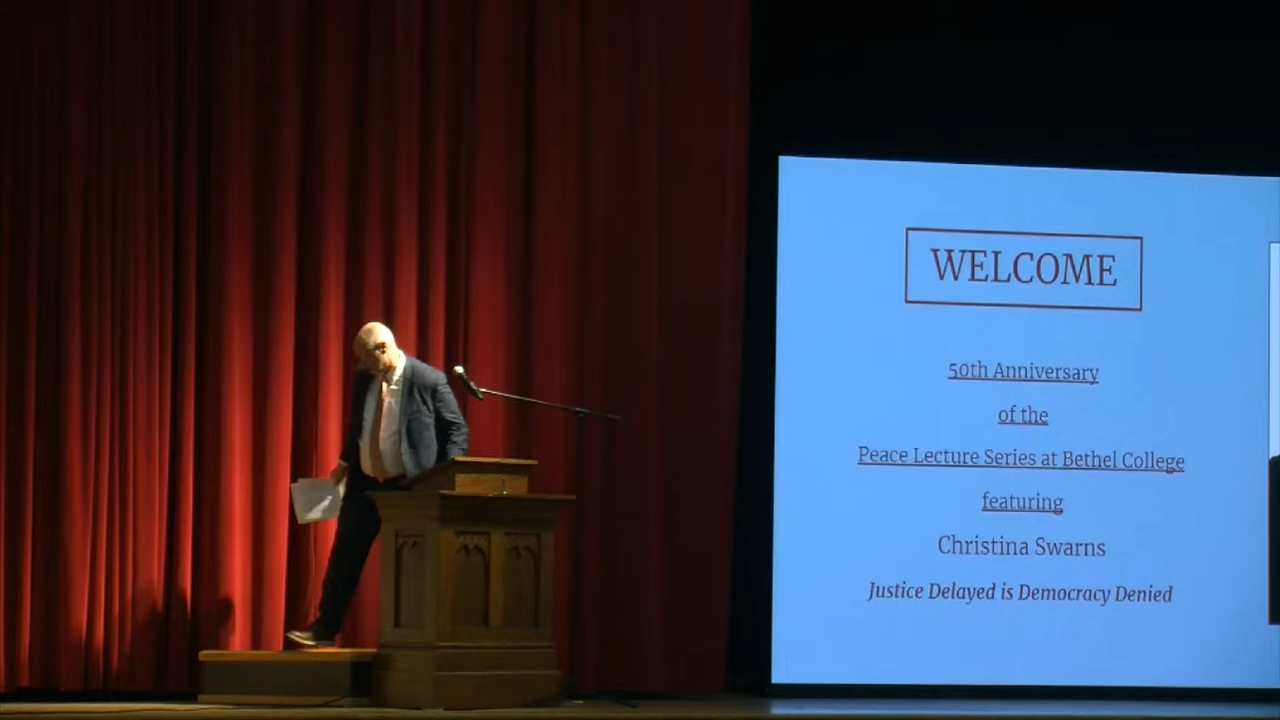 WELCOME
50th Anniversary
of the
Peace Lecture Series at Bethel College
featuring
Christina Swarns
Justice Delayed is Democracy Denied